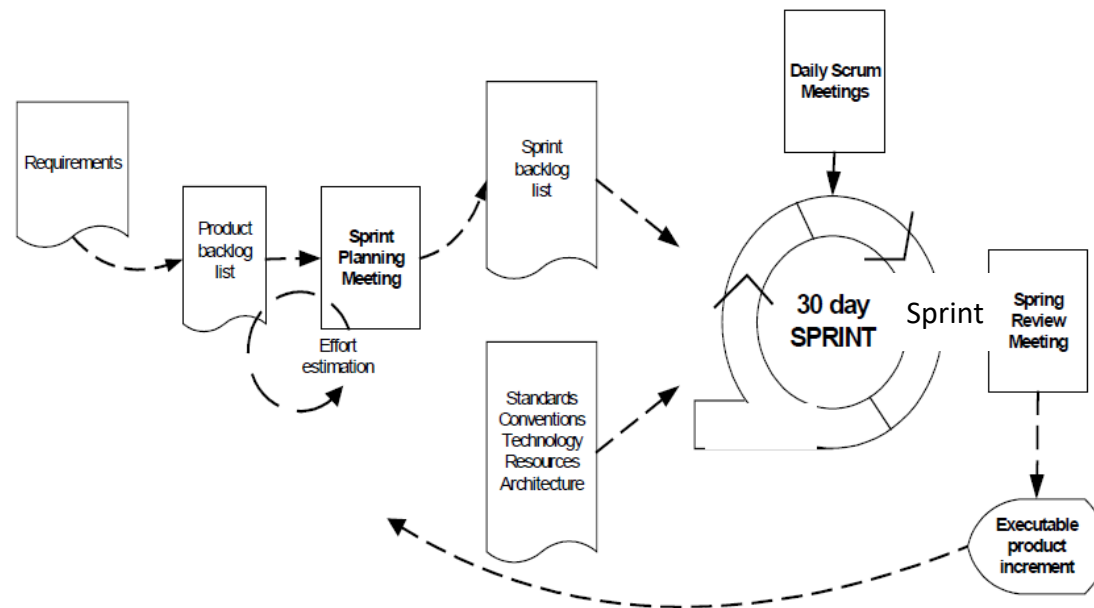 Requirements
Product
backlog
list
Sprint
Planning
Meeting
Effort
estimation
Sprint
backlog
list
Standards
Conventions
Technology
Resources
Architecture
Daily Scrum
Meetings
30 day
SPRINT
Sprint
Spring
Review
Meeting
Executable
product
increment